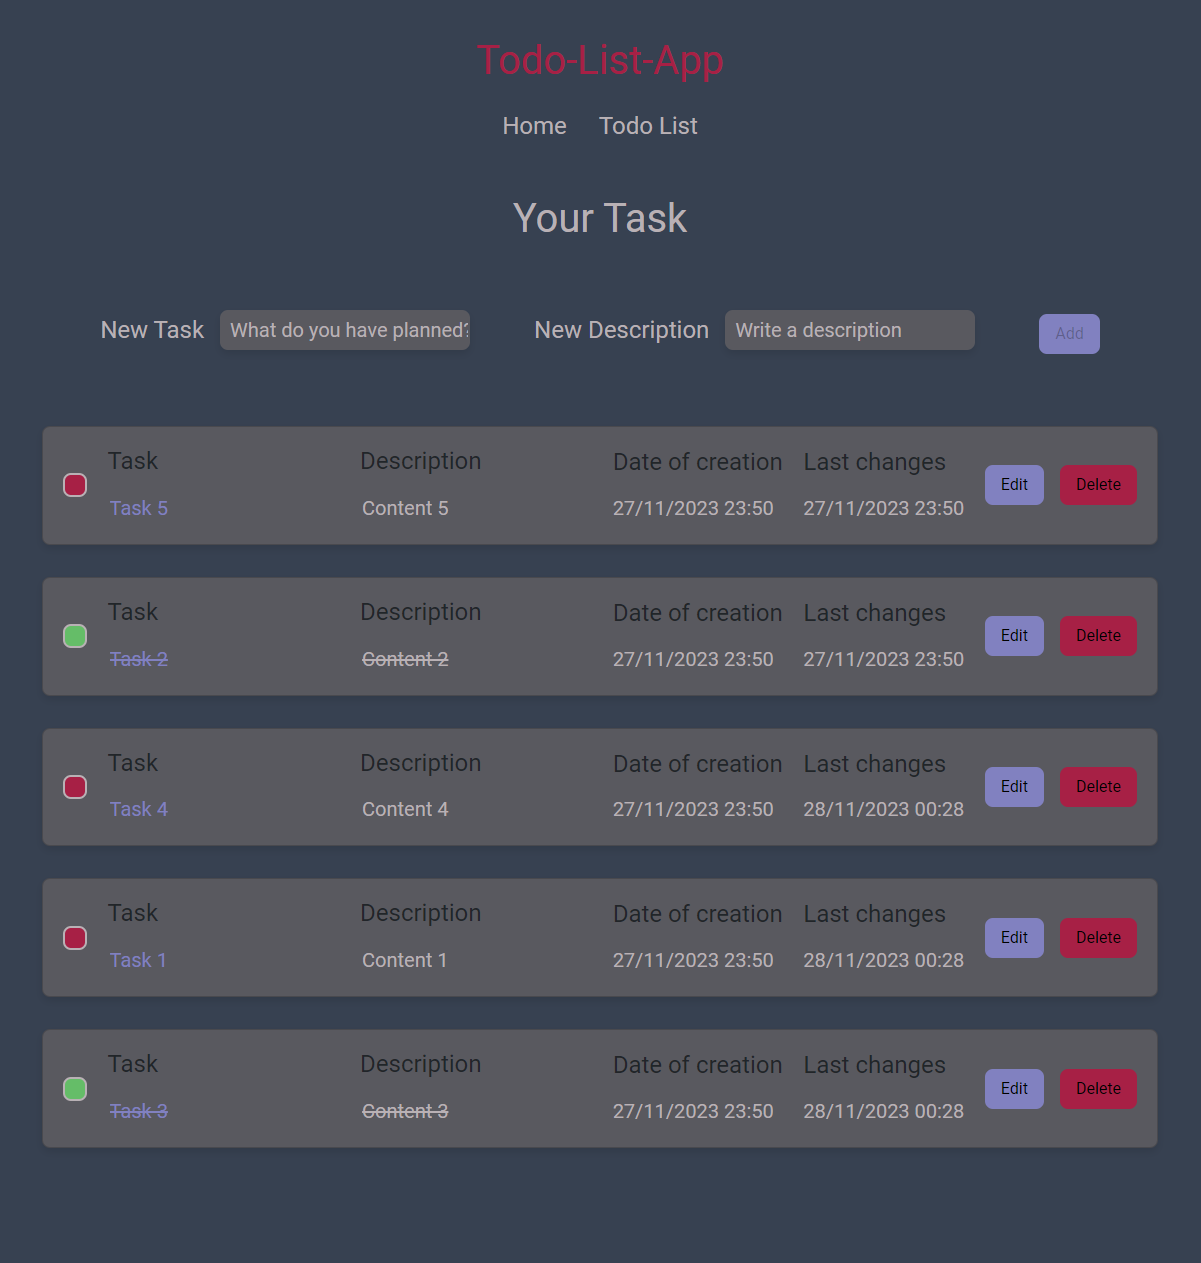 Todo-List-App
Home Todo List
Your Task
New Task What do you have planned? New Description Write a description Add
Task Description Date of creation Last changes
Task 5 Content 5 27/11/2023 23:50 27/11/2023 23:50 Edit Delete
Task Description Date of creation Last changes
Task 2 Content 2 27/11/2023 23:50 27/11/2023 23:50 Edit Delete
Task Description Date of creation Last changes
Task 4 Content 4 27/11/2023 23:50 28/11/2023 00:28 Edit Delete
Task Description Date of creation Last changes
Task 1 Content 1 27/11/2023 23:50 28/11/2023 00:28 Edit Delete
Task Description Date of creation Last changes
Task 3 Content 3 27/11/2023 23:50 28/11/2023 00:28 Edit Delete